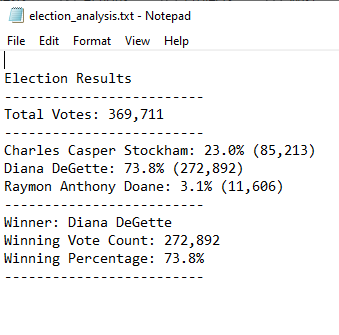 election_analysis.txt - Notepad
File Edit Format View Help
Election Results
-------------------------
Total Votes: 369,711
-------------------------
Charles Casper Stockham: 23.0% (85,213)
Diana DeGette: 73.8% (272,892)
Raymon Anthony Doane: 3.1% (11,606)
-------------------------
Winner: Diana DeGette
Winning Vote Count: 272,892
Winning Percentage: 73.8%
-------------------------